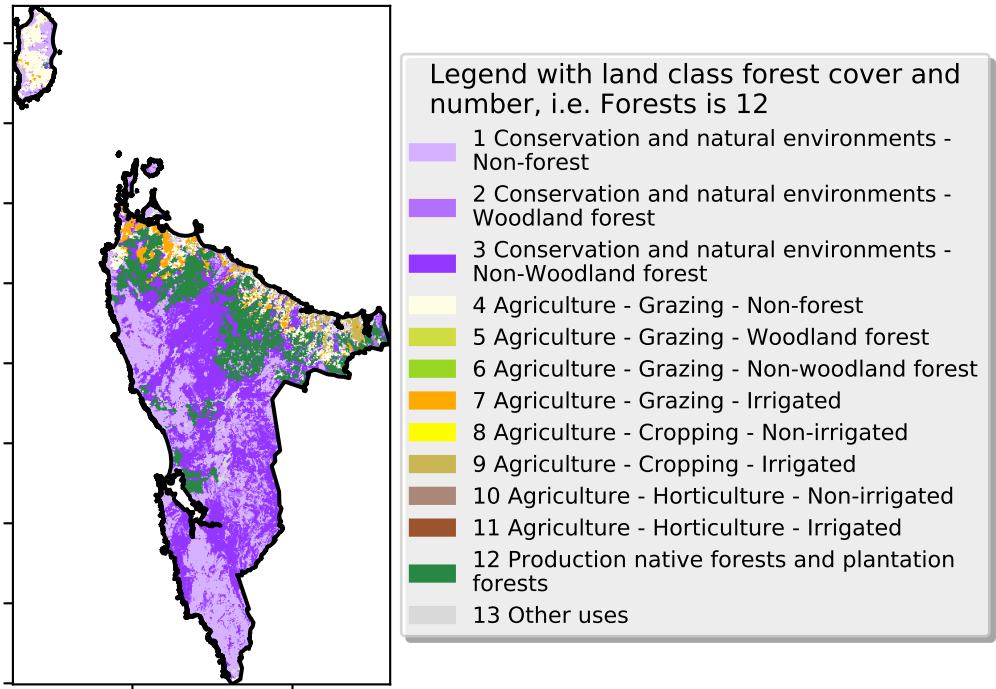 Legend with land class forest cover and
number, i.e. Forests is 12
1 Conservation and natural environments -
Non-forest
2 Conservation and natural environments -
Woodland forest
3 Conservation and natural environments -
Non-Woodland forest
4 Agriculture - Grazing - Non-forest
5 Agriculture - Grazing - Woodland forest
6 Agriculture - Grazing - Non-woodland forest
7 Agriculture - Grazing - Irrigated
8 Agriculture - Cropping - Non-irrigated
9 Agriculture - Cropping - Irrigated
10 Agriculture - Horticulture - Non-irrigated
11 Agriculture - Horticulture - Irrigated
12 Production native forests and plantation
forests
13 Other uses